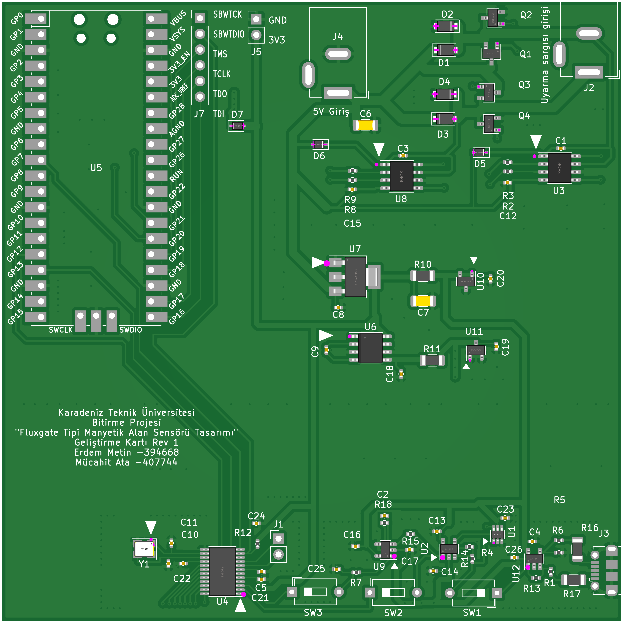 GP0
GP1
GP2
GP3
GND
GP4
GP5
GND
GP6
GP7
GP8
GP9
GND
GP10
GP11
GP12
GP13
GND
GP14
GP15
U5
SWCLK
SWDIO
VBUS
VSYS
GND
3V3_EN
3V3
GP28
AGND
GP27
GP26
RUN
GP22
GND
GP21
GP20
GP19
GP18
GND
GP17
GP16
SBWTCK
SBWTDIO
TMS
TCLK
TDO
TDI
J7
GND
3V3
J5
D7
J4
5V Giriş
C6
D6
D2
D1
D4
D3
Q2
Q1
Q3
Q4
Uyarma sargısı girişi
J2
C3
U8
R9
R8
C15
D5
C1
U3
R3
R2
C12
U7
C8
R10
C7
U10
C20
U6
C9
C18
R11
U11
C19
Karadeniz Teknik Üniversitesi
Bitirme Projesi
"Fluxgate Tipi Manyetik Alan Sensörü Tasarımı"
Geliştirme Kartı Rev 1
Erdem Metin -394668
Mücahit Ata -407744
Y1
C11
C10
C22
U4
C24
R12
J1
C5
C21
C25
SW3
C16
R7
C2
R18
U9
R15
C17
SW2
C13
U2
C14
R14
R4
C23
U1
SW1
R5
C26
U12
C4
R13
R6
R1
R16
R17
J3